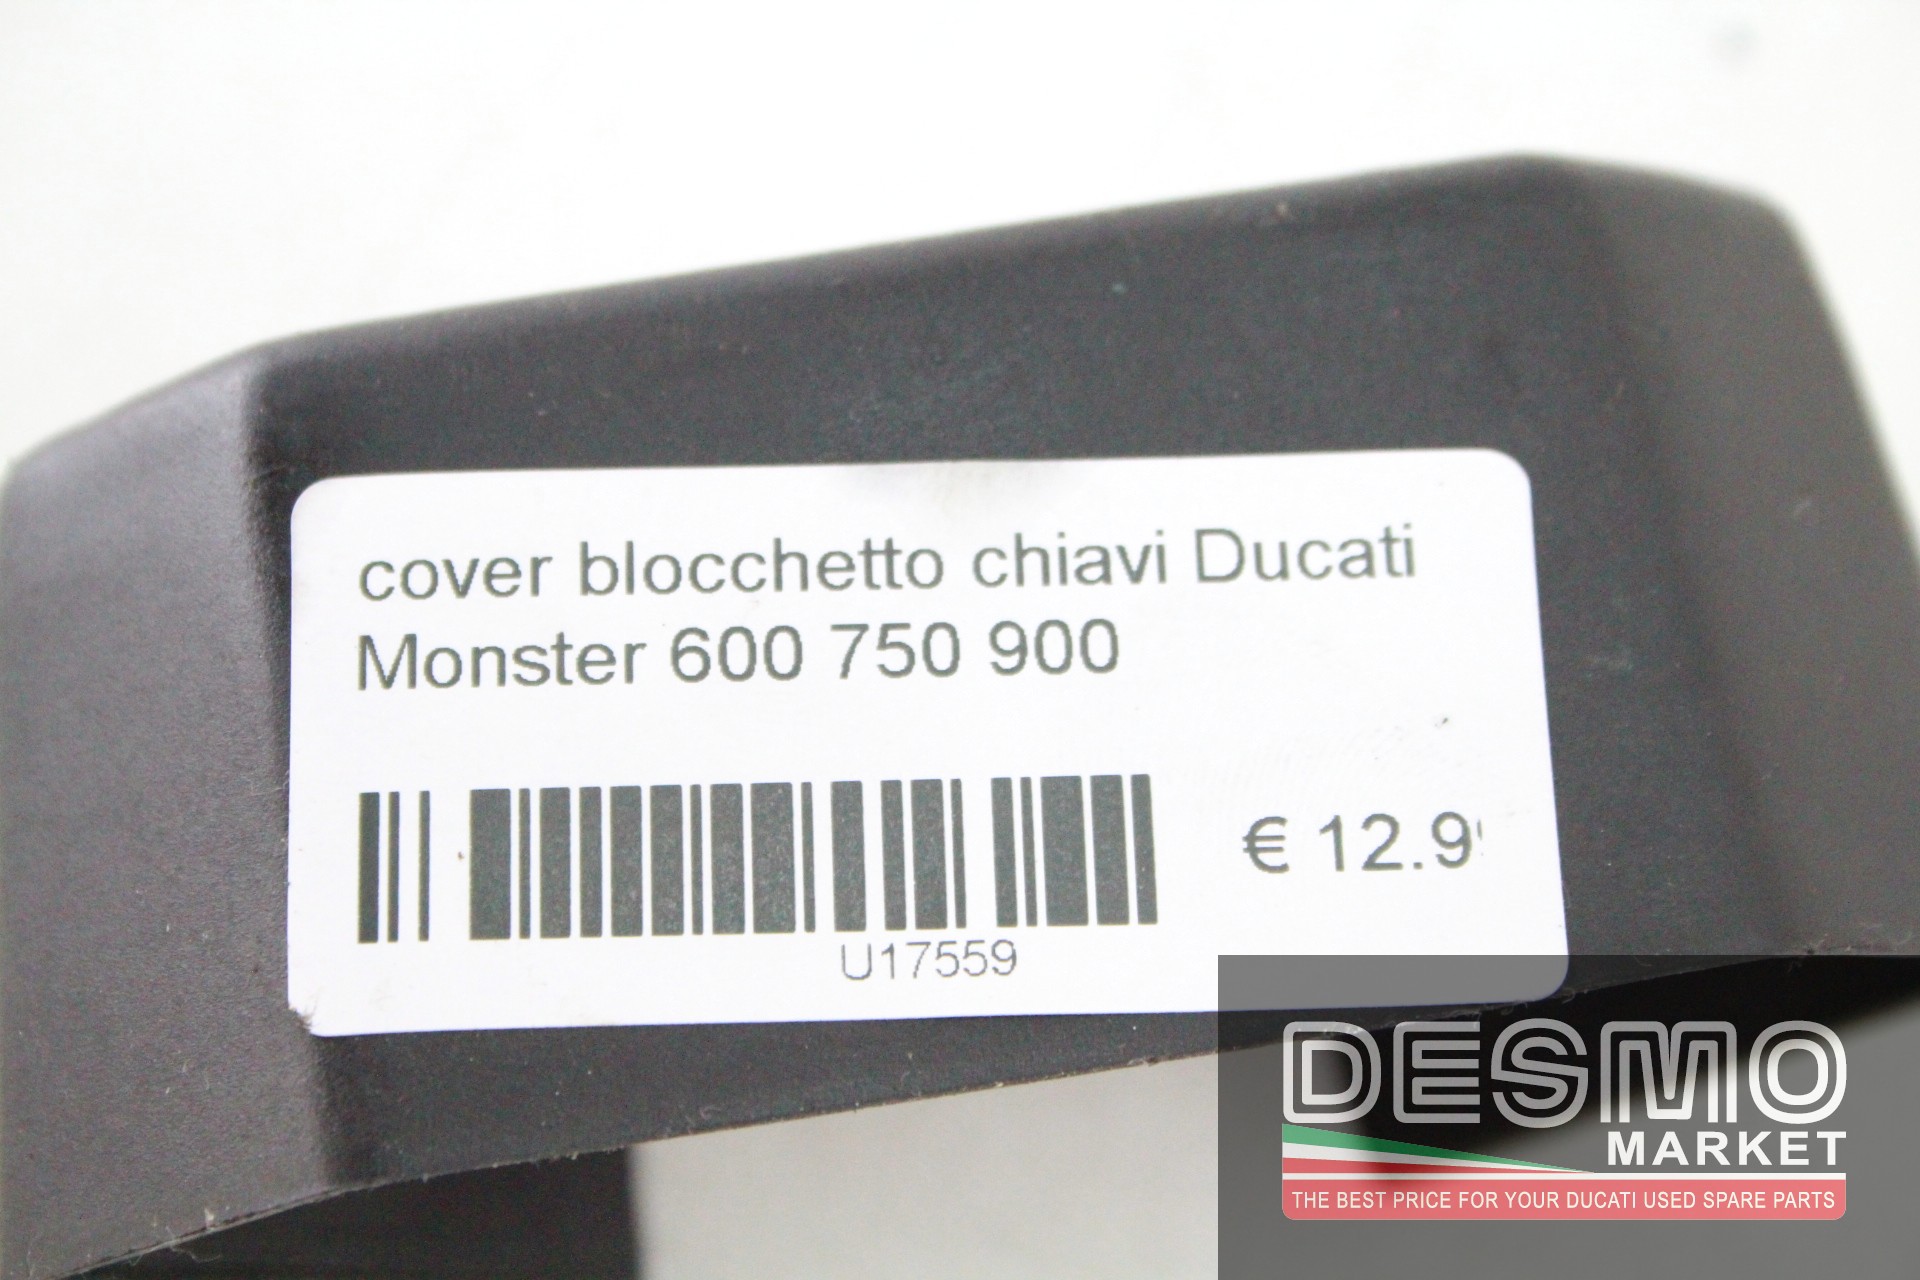 cover blocchetto chiavi Ducati
Monster 600 750 900
€ 12.9
U17559
DESMO
MARKET
THE BEST PRICE FOR YOUR DUCATI USED SPARE PARTS